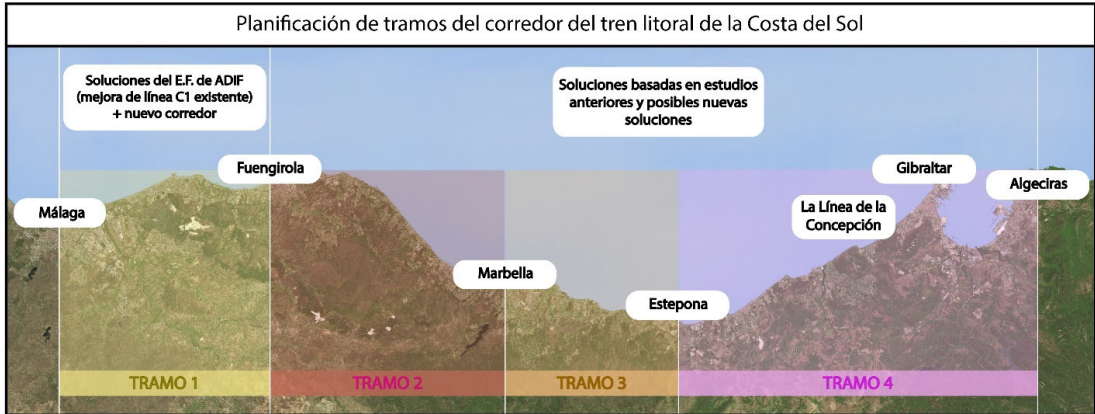 Planificación de tramos del corredor del tren litoral de la Costa del Sol
Soluciones del E.F. de ADIF
(mejora de línea C1 existente)
+ nuevo corredor
Soluciones basadas en estudios
anteriores y posibles nuevas
soluciones
Málaga
Fuengirola
Marbella
Estepona
La Línea de la
Concepción
Gibraltar
Algeciras
TRAMO 1
TRAMO 2
TRAMO 3
TRAMO 4